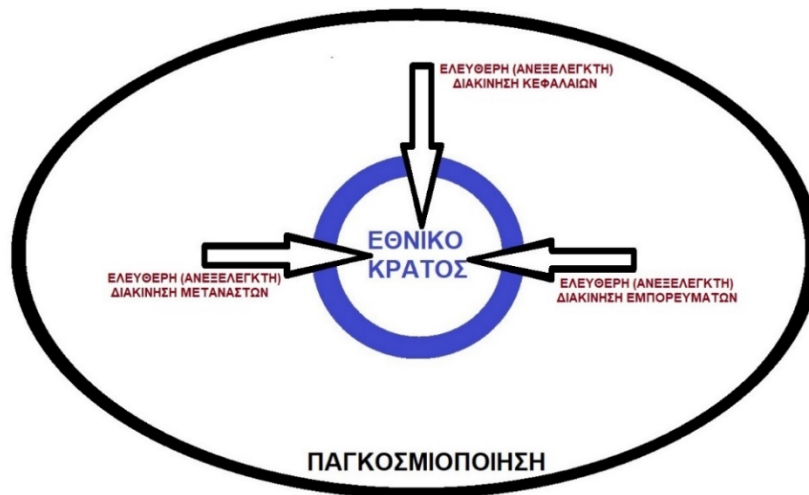 ΕΛΕΥΘΕΡΗ (ΑΝΕΞΕΛΕΓΚΤΗ)
ΔΙΑΚΙΝΗΣΗ ΚΕΦΑΛΑΙΩΝ
ΕΘΝΙΚΟ
ΚΡΑΤΟΣ
ΕΛΕΥΘΕΡΗ (ΑΝΕΞΕΛΕΓΚΤΗ)
ΔΙΑΚΙΝΗΣΗ ΜΕΤΑΝΑΣΤΩΝ
ΕΛΕΥΘΕΡΗ (ΑΝΕΞΕΛΕΓΚΤΗ)
ΔΙΑΚΙΝΗΣΗ ΕΜΠΟΡΕΥΜΑΤΩΝ
ΠΑΓΚΟΣΜΙΟΠΟΙΗΣΗ